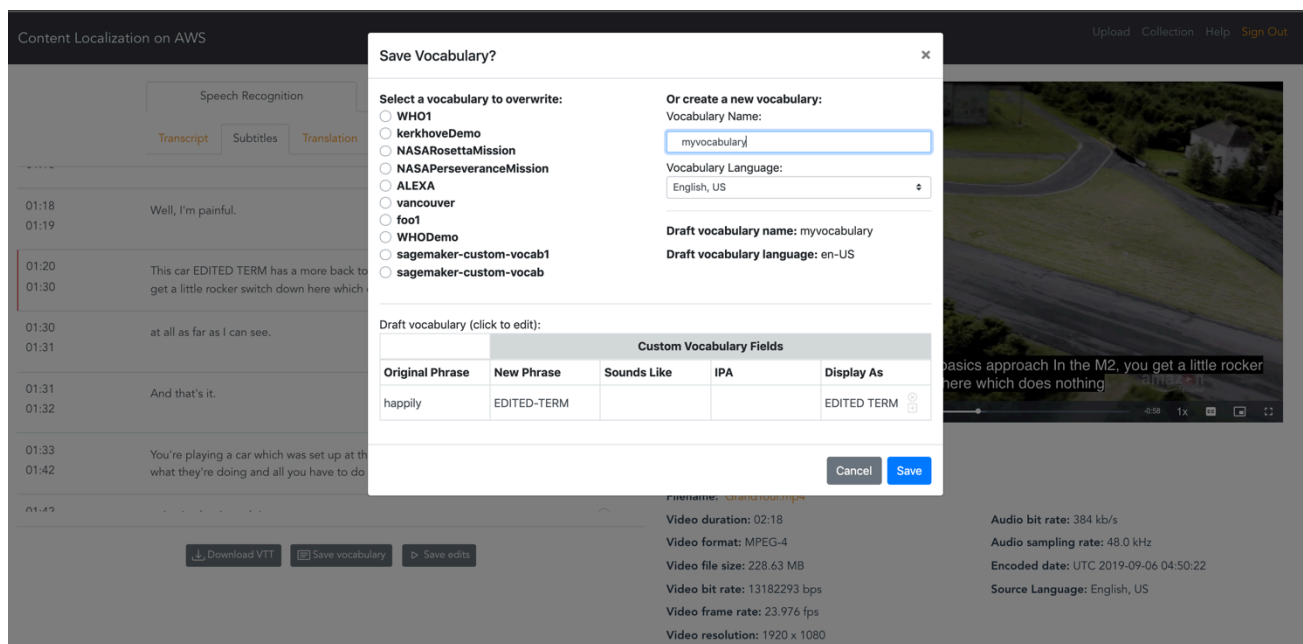 Content Localization on AWS
Upload Collection Help Sign Out
Speech Recognition
Transcript Subtitles Translation
01:18
01:19
Well, I'm painful.
01:20
01:30
This car EDITED TERM has a more back to
get a little rocker switch down here which
01:30
01:31
at all as far as I can see.
01:31
01:32
And that's it.
01:33
01:42
You're playing a car which was set up at th
what they're doing and all you have to do
01:42
Download VTT
Save vocabulary
Save edits
Save Vocabulary?
×
Select a vocabulary to overwrite:
WHO1
kerkhoveDemo
NASARosettaMission
NASAPerseveranceMission
ALEXA
vancouver
foo1
WHODemo
sagemaker-custom-vocab1
sagemaker-custom-vocab
Or create a new vocabulary:
Vocabulary Name:
myvocabulary
Vocabulary Language:
English, US
Draft vocabulary name: myvocabulary
Draft vocabulary language: en-US
Draft vocabulary (click to edit):
Custom Vocabulary Fields
Original Phrase New Phrase Sounds Like IPA Display As
happily EDITED-TERM EDITED TERM
Cancel Save
basics approach In the M2, you get a little rocker
here which does nothing
amazon
-0:58 1x
Filename: GrandTour.mp4
Video duration: 02:18
Video format: MPEG-4
Video file size: 228.63 MB
Video bit rate: 13182293 bps
Video frame rate: 23.976 fps
Video resolution: 1920 x 1080
Audio bit rate: 384 kb/s
Audio sampling rate: 48.0 kHz
Encoded date: UTC 2019-09-06 04:50:22
Source Language: English, US